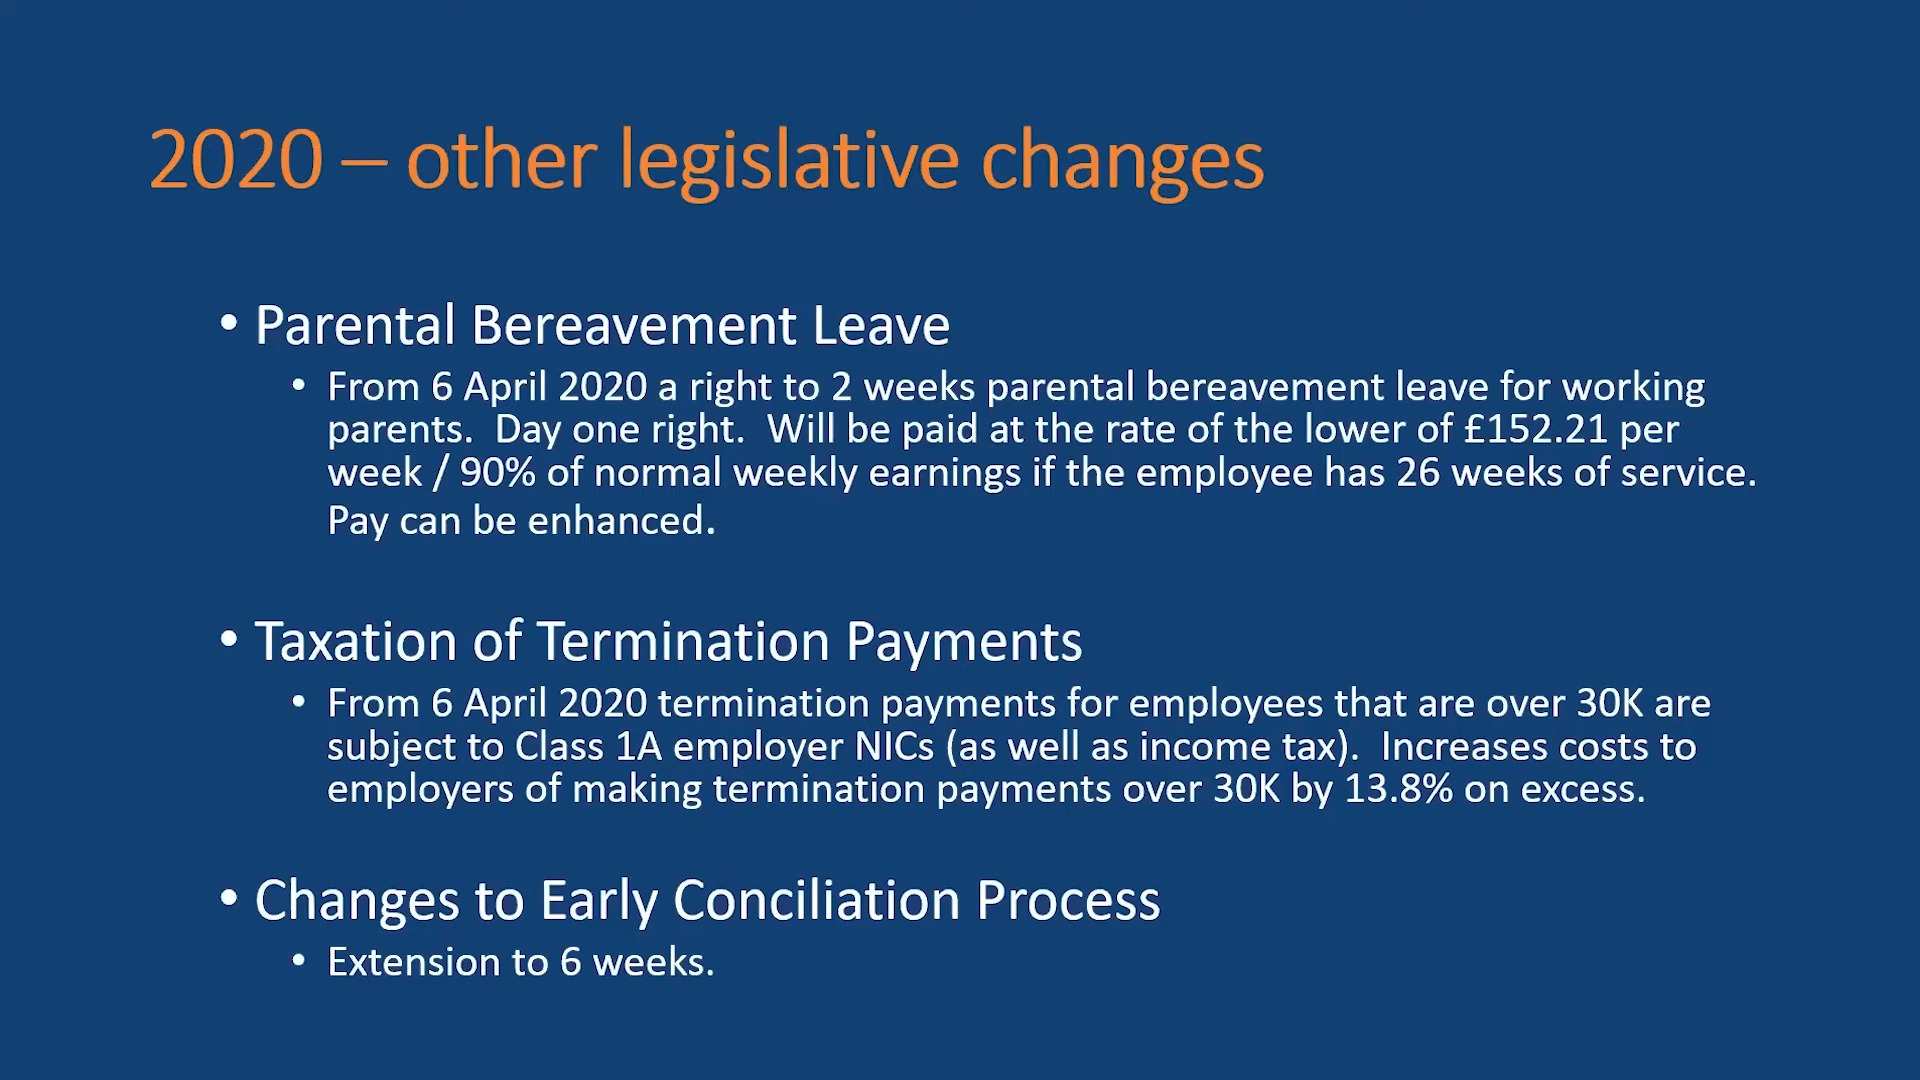 2020 – other legislative changes
• Parental Bereavement Leave
• From 6 April 2020 a right to 2 weeks parental bereavement leave for working
parents.  Day one right.  Will be paid at the rate of the lower of £152.21 per
week / 90% of normal weekly earnings if the employee has 26 weeks of service.
Pay can be enhanced.
• Taxation of Termination Payments
• From 6 April 2020 termination payments for employees that are over 30K are
subject to Class 1A employer NICs (as well as income tax).  Increases costs to
employers of making termination payments over 30K by 13.8% on excess.
• Changes to Early Conciliation Process
• Extension to 6 weeks.